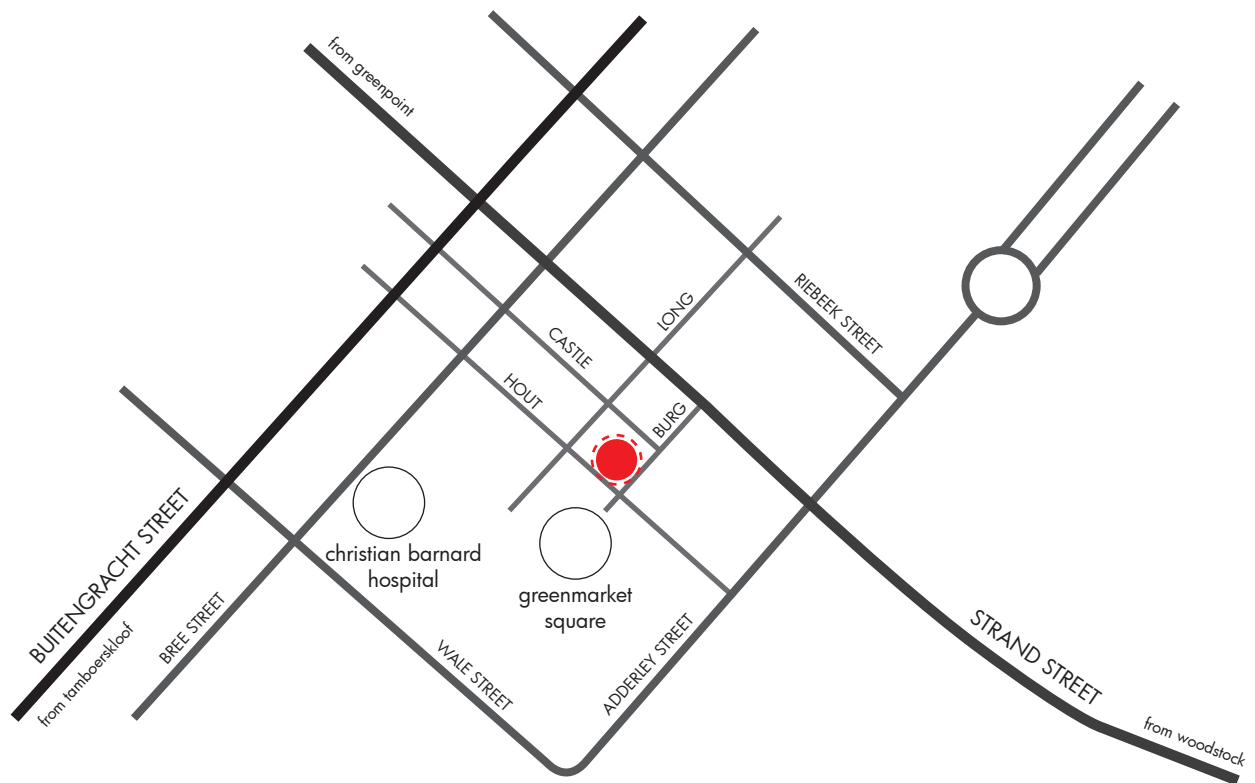 from greenpoint
LONG
RIEBEEK STREET
CASTLE
HOUT
BURG
BUITENGRACHT STREET
christian barnard
hospital
greenmarket
square
BREE STREET
from tamboerskloof
WALE STREET
ADDERLEY STREET
STRAND STREET
from woodstock